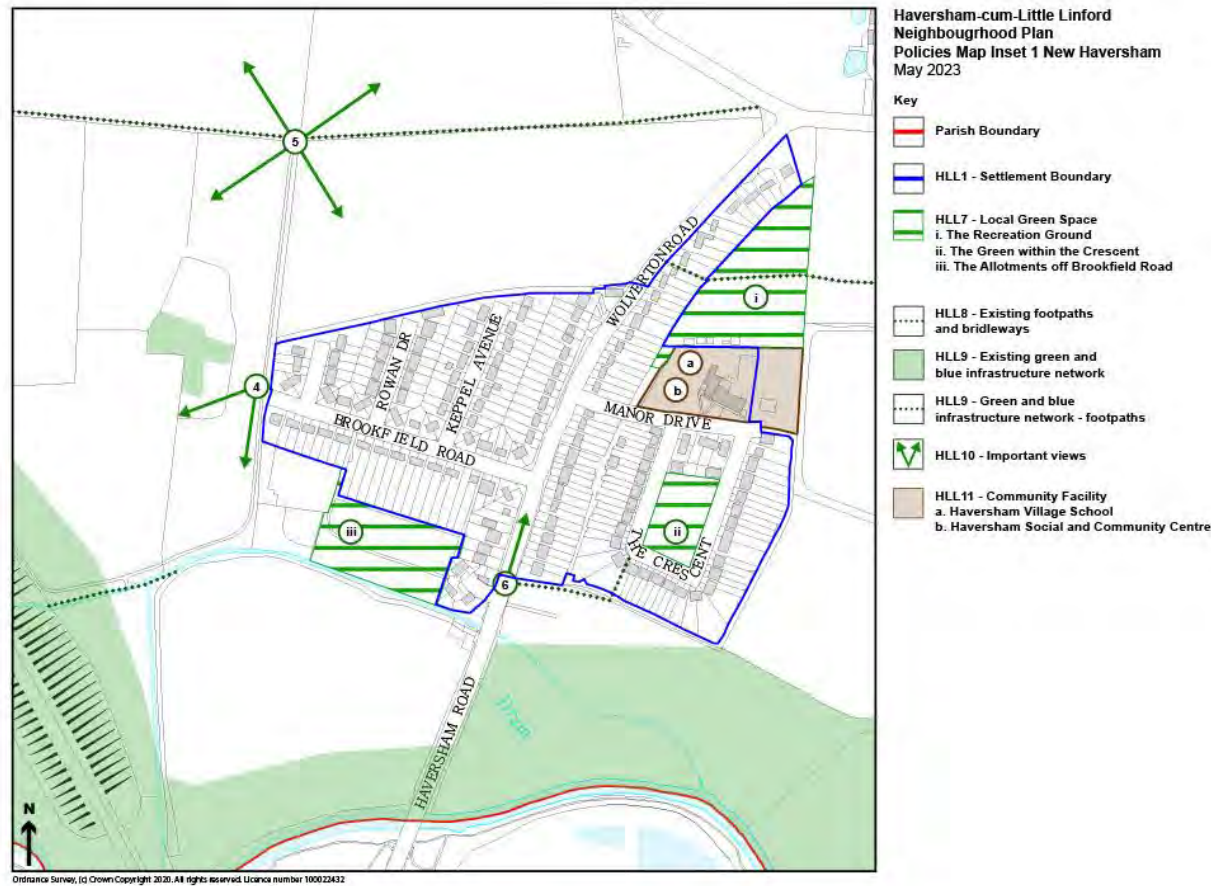 Haversham-cum-Little Linford
Neighbougrhood Plan
Policies Map Inset 1 New Haversham
May 2023
Key
Parish Boundary
HLL1 - Settlement Boundary
HLL7 - Local Green Space
i. The Recreation Ground
ii. The Green within the Crescent
iii. The Allotments off Brookfield Road
HLL8 - Existing footpaths
and bridleways
HLL9 - Existing green and
blue infrastructure network
HLL9 - Green and blue
infrastructure network - footpaths
HLL10 - Important views
HLL11 - Community Facility
a. Haversham Village School
b. Haversham Social and Community Centre
5
WOLVERTON ROAD
i
ROWAN DR
KEPPEL AVENUE
a
4
b
MANOR DRIVE
BROOKFIELD ROAD
iii
ii
THE CRESCENT
6
HAVERSHAM ROAD
N
Ordnance Survey, (c) Crown Copyright 2020. All rights reserved. Licence number 100022432